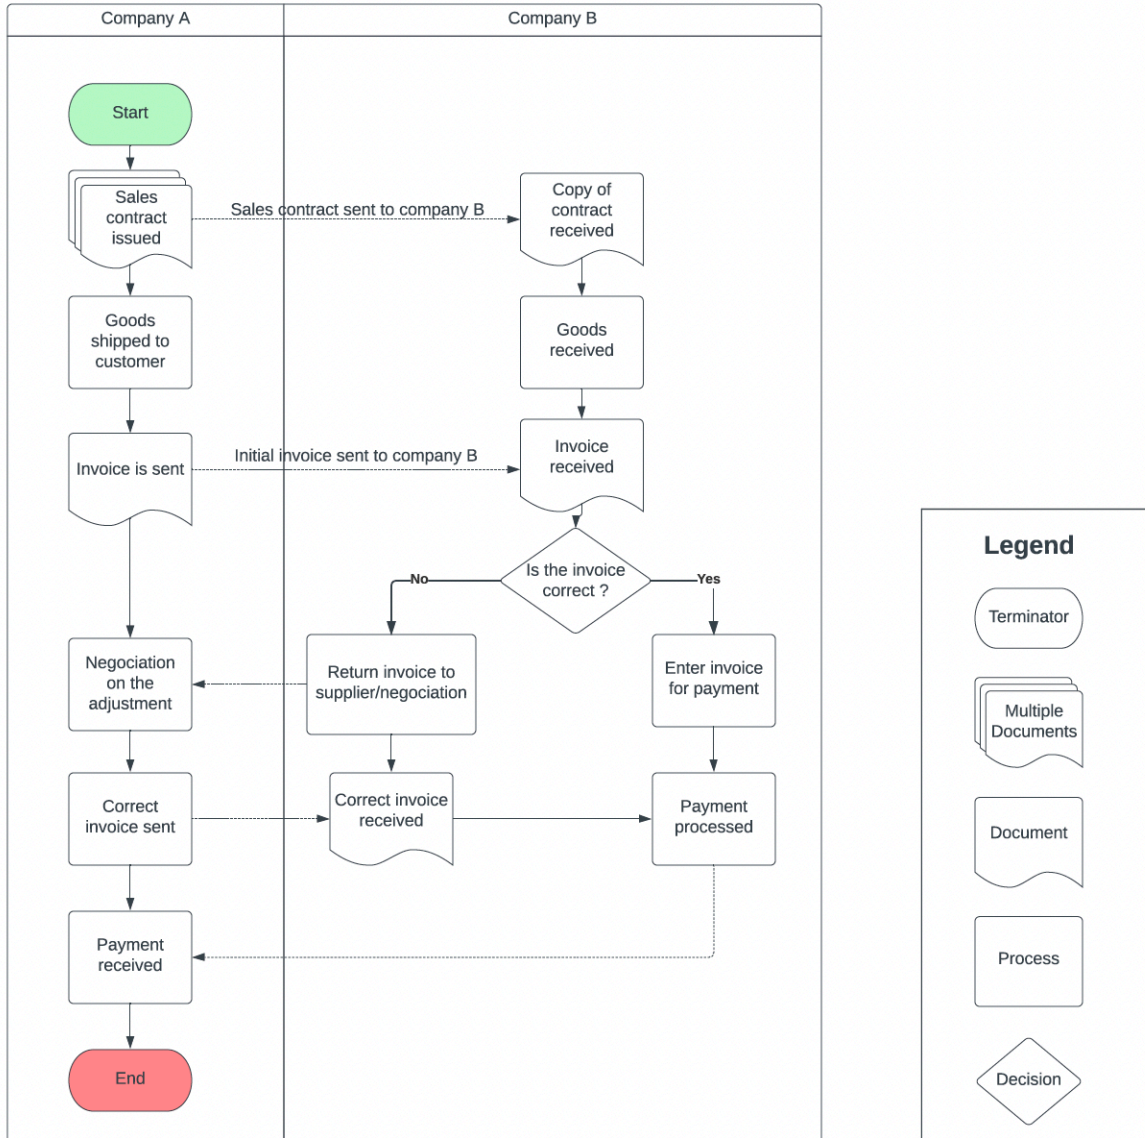 Company A
Company B
Start
Sales
contract
issued
Sales contract sent to company B
Copy of
contract
received
Goods
shipped to
customer
Goods
received
Invoice is sent
Initial invoice sent to company B
Invoice
received
Is the invoice
correct ?
No
Yes
Negociation
on the
adjustment
Return invoice to
supplier/negociation
Enter invoice
for payment
Correct
invoice sent
Correct invoice
received
Payment
processed
Payment
received
End
Legend
Terminator
Multiple
Documents
Document
Process
Decision